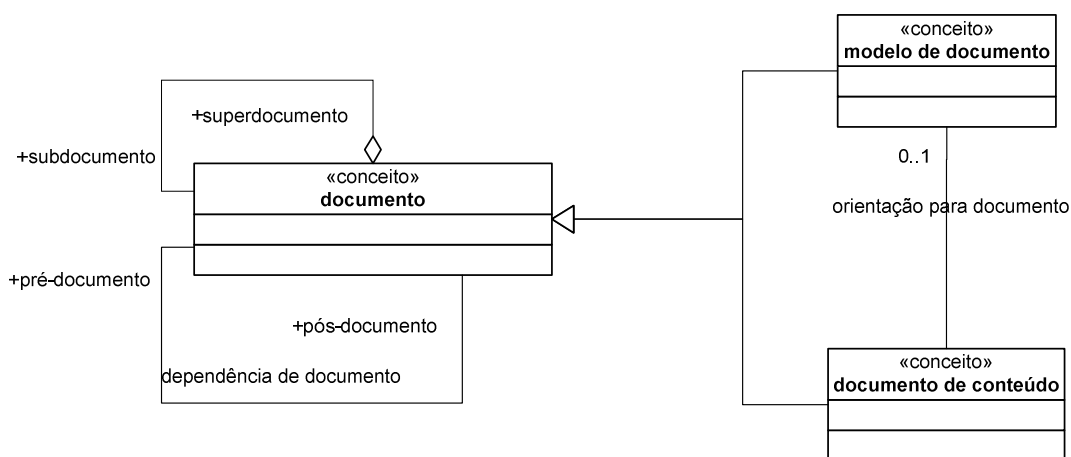 «conceito»
modelo de documento
+superdocumento
+subdocumento
0..1
«conceito»
documento
orientação para documento
+pré-documento
+pós-documento
dependência de documento
«conceito»
documento de conteúdo